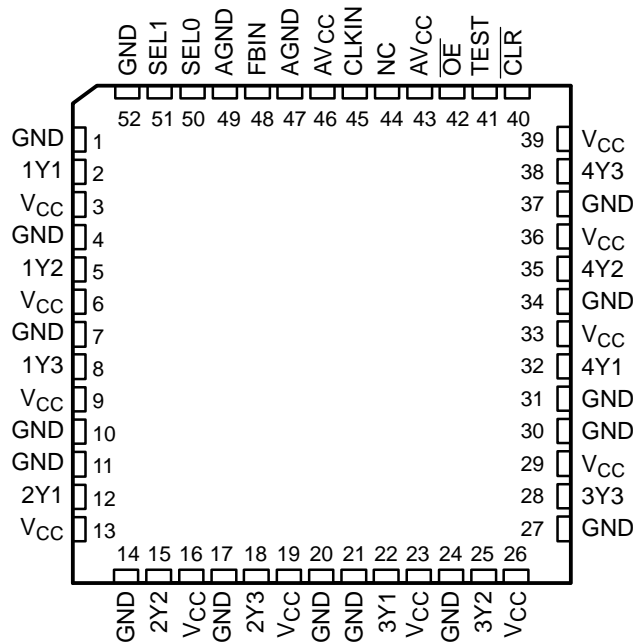 GND SEL1 SEL0 AGND FBIN AGND AVCC CLKIN NC AVCC OE TEST CLR
52 51 50 49 48 47 46 45 44 43 42 41 40
GND 1 39 VCC
1Y1 2 38 4Y3
VCC 3 37 GND
GND 4 36 VCC
1Y2 5 35 4Y2
VCC 6 34 GND
GND 7 33 VCC
1Y3 8 32 4Y1
VCC 9 31 GND
GND 10 30 GND
GND 11 29 VCC
2Y1 12 28 3Y3
VCC 13 27 GND
14 15 16 17 18 19 20 21 22 23 24 25 26
GND 2Y2 VCC GND 2Y3 VCC GND GND 3Y1 VCC GND 3Y2 VCC